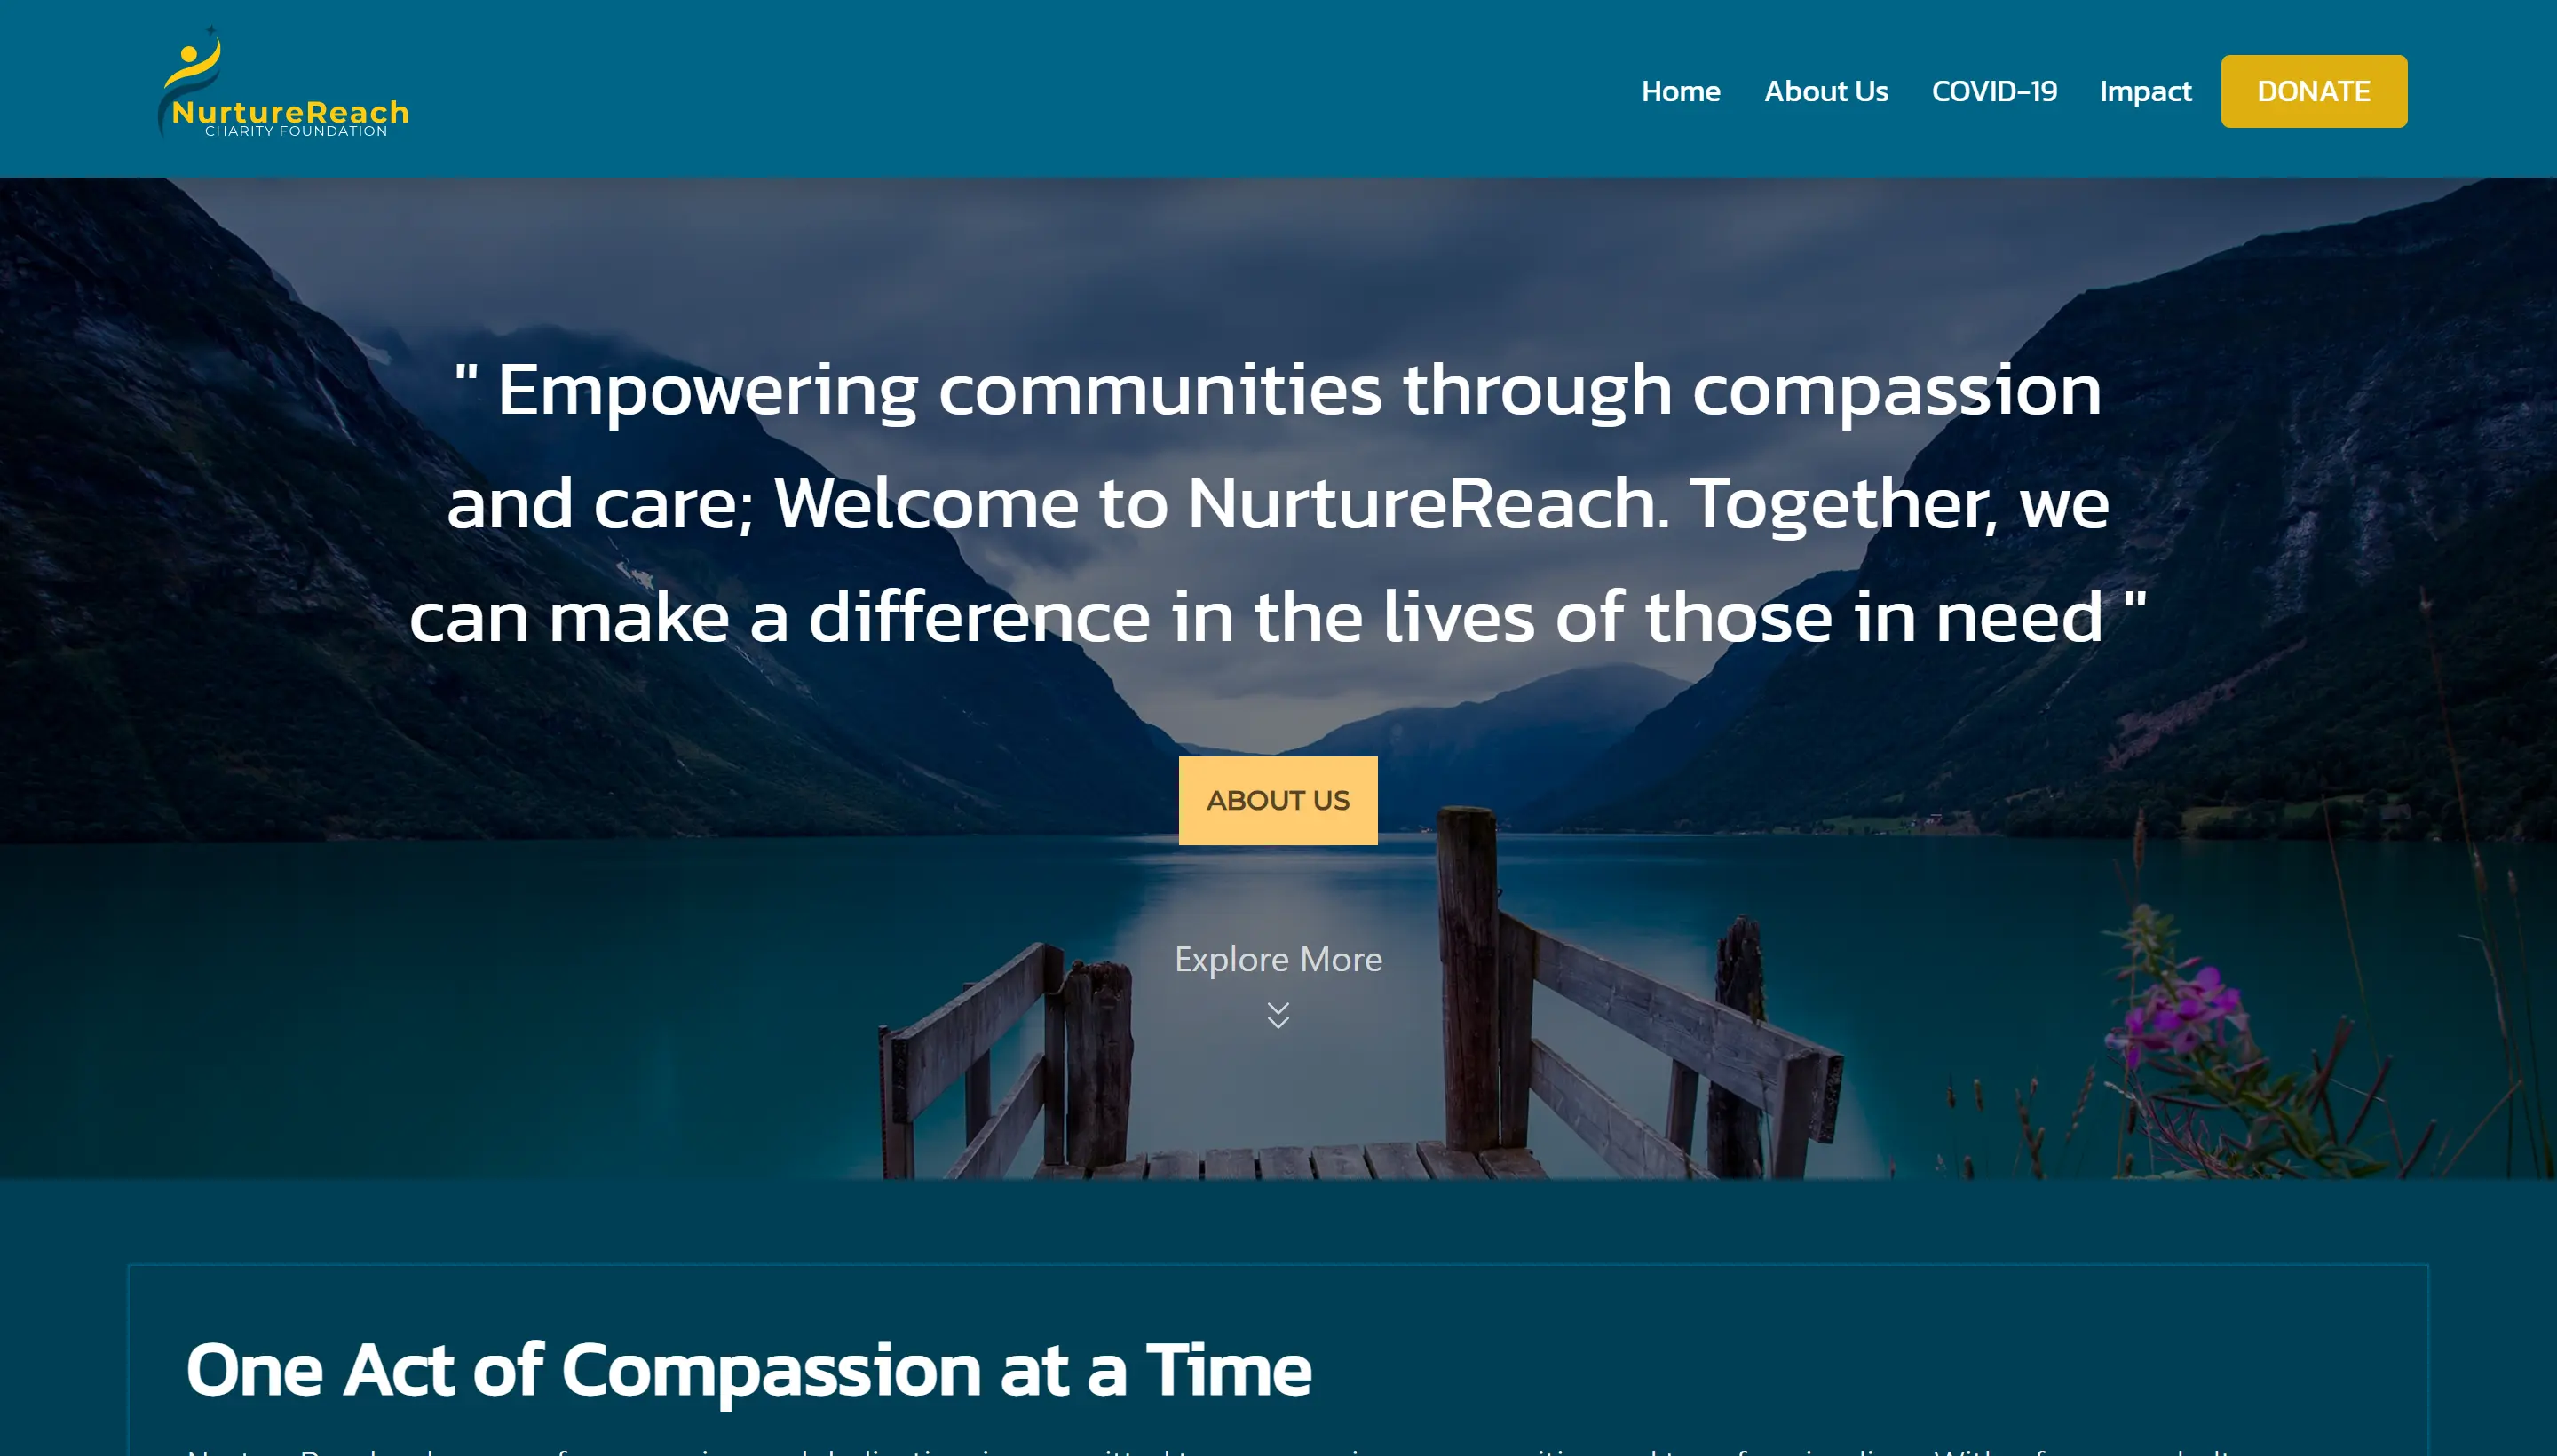 NurtureReach
CHARITY FOUNDATION
Home About Us COVID-19 Impact DONATE
" Empowering communities through compassion
and care; Welcome to NurtureReach. Together, we
can make a difference in the lives of those in need "
ABOUT US
Explore More
One Act of Compassion at a Time